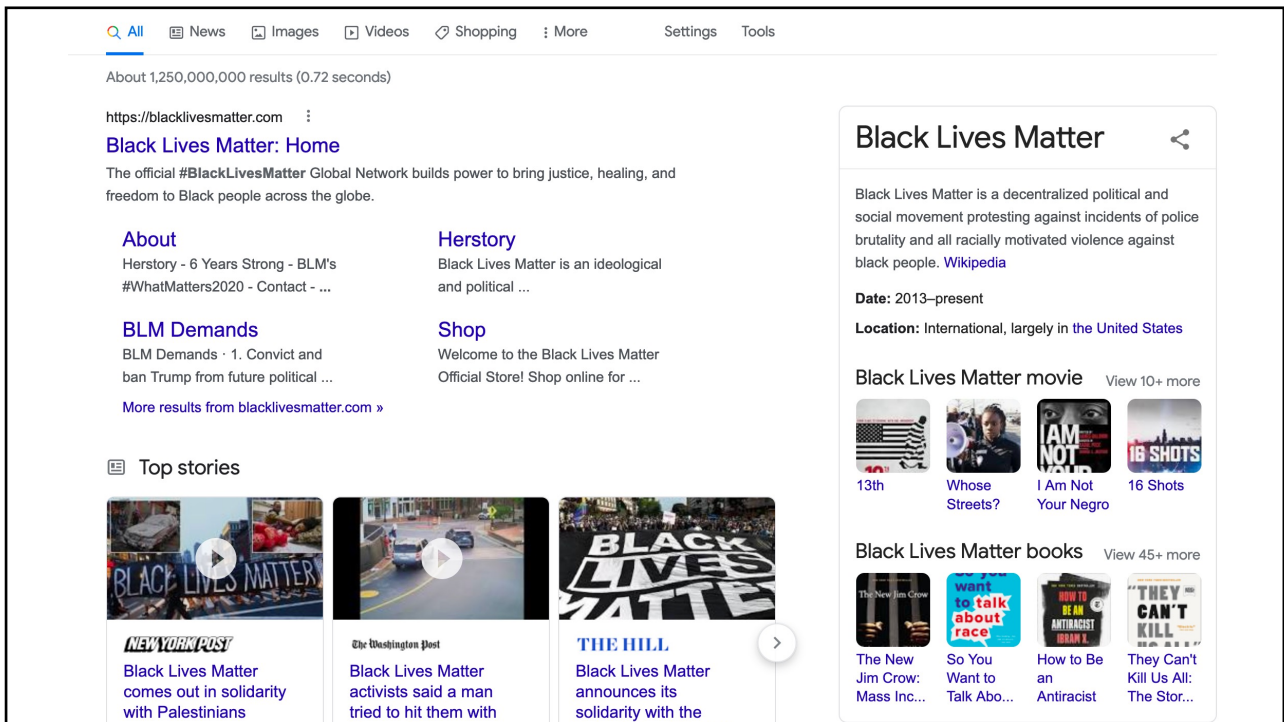 All News Images Videos Shopping More Settings Tools
About 1,250,000,000 results (0.72 seconds)
https://blacklivesmatter.com
Black Lives Matter: Home
The official #BlackLivesMatter Global Network builds power to bring justice, healing, and
freedom to Black people across the globe.
About
Herstory - 6 Years Strong - BLM's
#WhatMatters2020 - Contact - ...
Herstory
Black Lives Matter is an ideological
and political ...
BLM Demands
BLM Demands · 1. Convict and
ban Trump from future political ...
Shop
Welcome to the Black Lives Matter
Official Store! Shop online for ...
More results from blacklivesmatter.com »
Top stories
BLACK LIVES MATTER
NEW YORK POST
Black Lives Matter
comes out in solidarity
with Palestinians
The Washington Post
Black Lives Matter
activists said a man
tried to hit them with
BLACK
LIVES
MATTER
THE HILL
Black Lives Matter
announces its
solidarity with the
Black Lives Matter
Black Lives Matter is a decentralized political and
social movement protesting against incidents of police
brutality and all racially motivated violence against
black people. Wikipedia
Date: 2013–present
Location: International, largely in the United States
Black Lives Matter movie View 10+ more
13th
Whose
Streets?
I AM
NOT
YOUR
I Am Not
Your Negro
16 SHOTS
16 Shots
Black Lives Matter books View 45+ more
The New Jim Crow
The New
Jim Crow:
Mass Inc...
So you
want
to talk
about
race
So You
Want to
Talk Abo...
HOW TO
BE AN
ANTIRACIST
IBRAM X.
How to Be
an
Antiracist
"THEY
CAN'T
KILL
US ALL"
They Can't
Kill Us All:
The Stor...